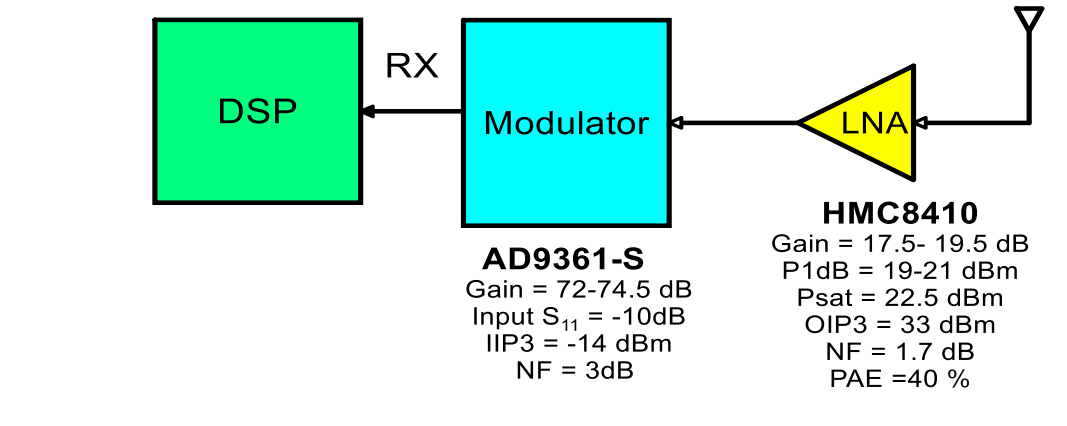 RX
DSP
Modulator
LNA
AD9361-S
Gain = 72-74.5 dB
Input S11 = -10dB
IIP3 = -14 dBm
NF = 3dB
HMC8410
Gain = 17.5- 19.5 dB
P1dB = 19-21 dBm
Psat = 22.5 dBm
OIP3 = 33 dBm
NF = 1.7 dB
PAE =40 %